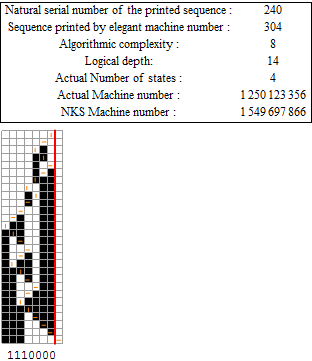 Natural serial number of the printed sequence : 240
Sequence printed by elegant machine number : 304
Algorithmic complexity : 8
Logical depth: 14
Actual Number of states : 4
Actual Machine number : 1 250 123 356
NKS Machine number : 1 549 697 866
1110000